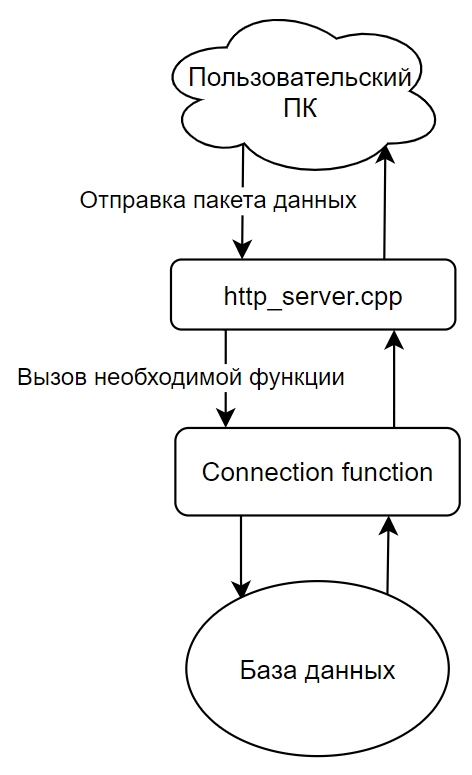 Пользовательский
ПК
Отправка пакета данных
http_server.cpp
Вызов необходимой функции
Connection function
База данных